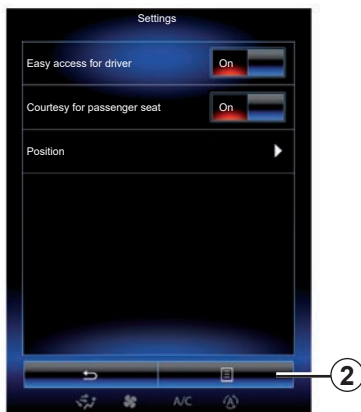 Settings
Easy access for driver On
Courtesy for passenger seat On
Position
2
A/C